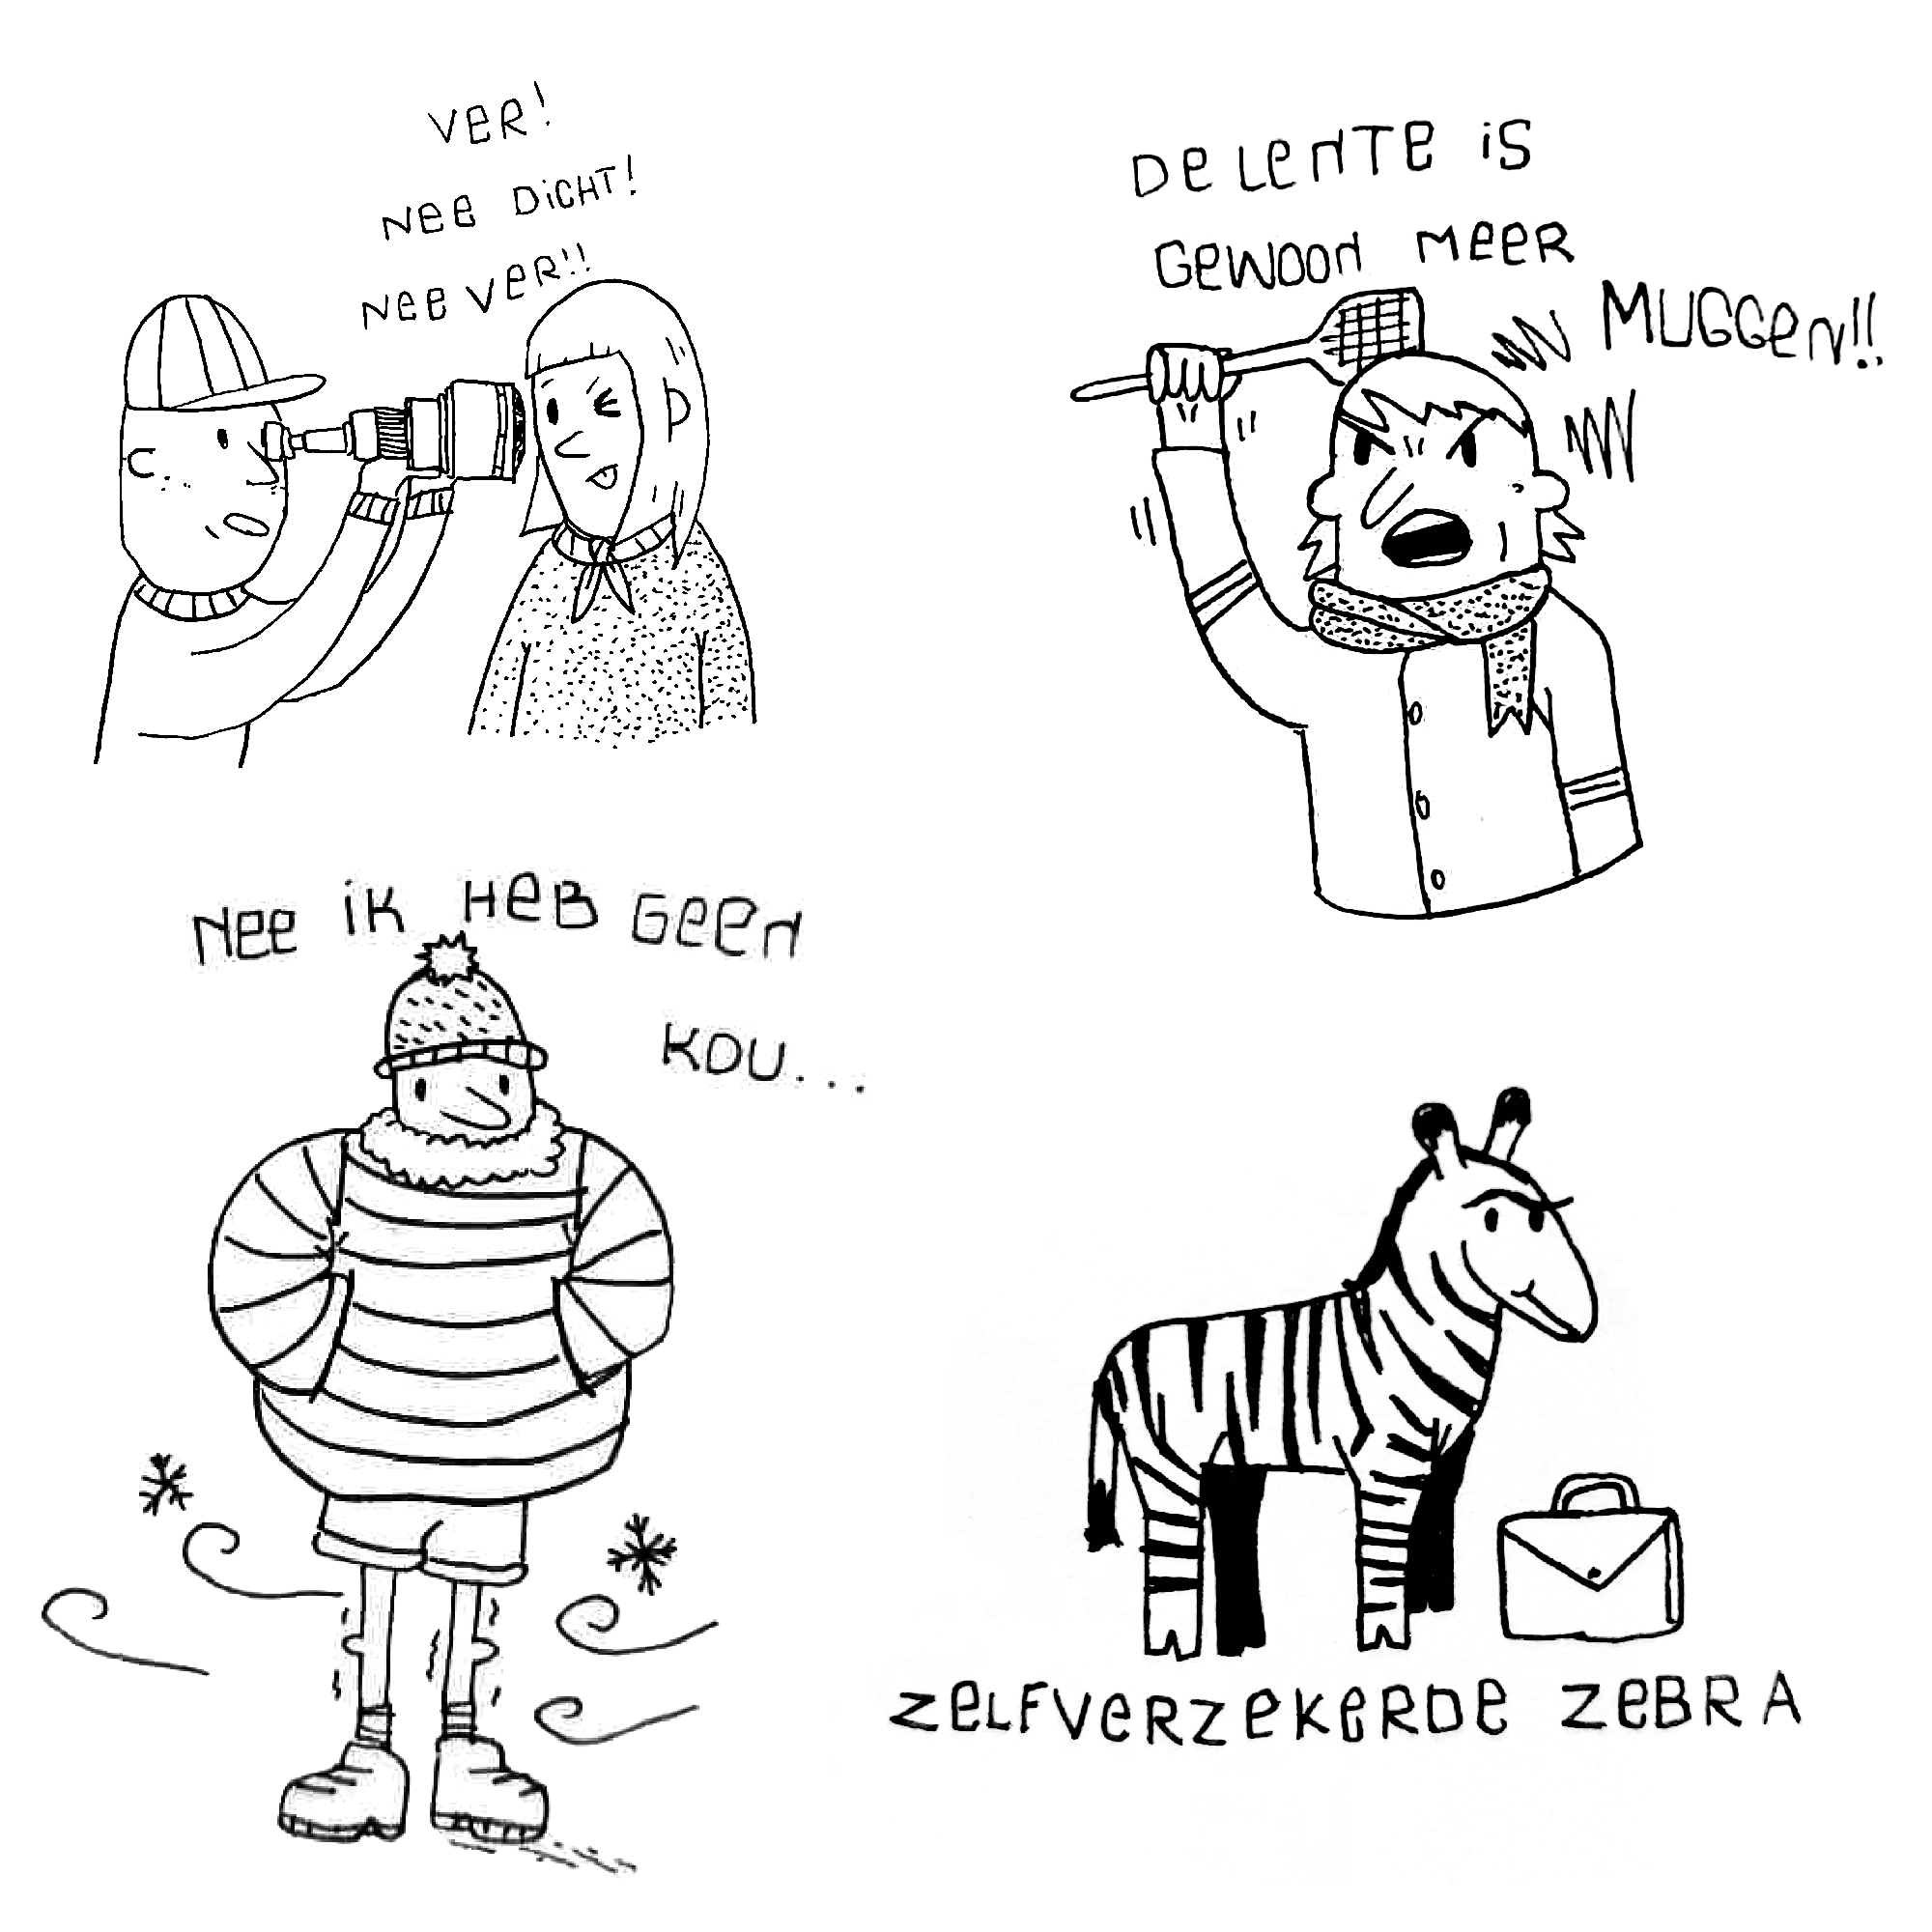 VER!
NEE DICHT!
NEE VER!!
DE LENTE IS
GEWOON MEER
MUGGEN!!
NEE IK HEB GEEN
KOU...
ZELFVERZEKERDE ZEBRA